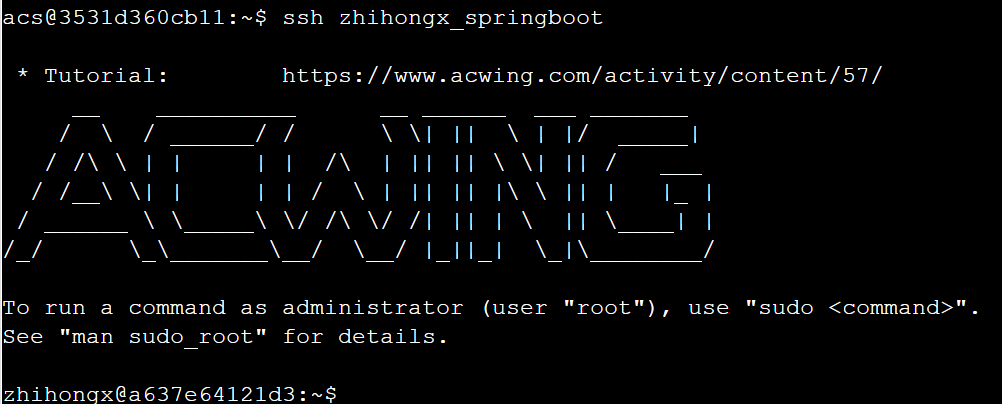 acs@3531d360cb11:~$ ssh zhihongx_springboot
* Tutorial: https://www.acwing.com/activity/content/57/
ACWING
To run a command as administrator (user "root"), use "sudo <command>".
See "man sudo_root" for details.
zhihongx@a637e64121d3:~$